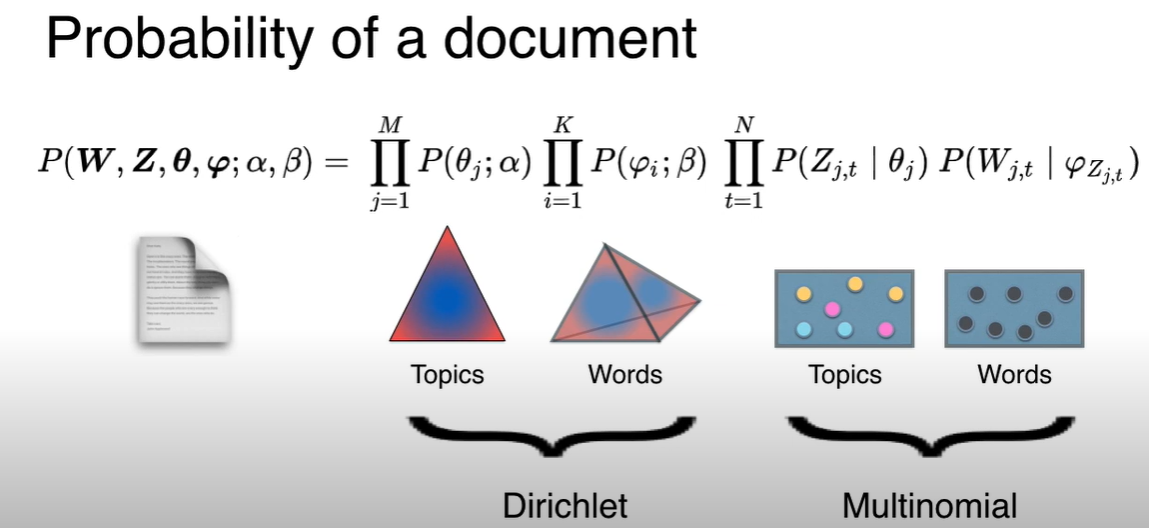 Probability of a document
P(W, Z, θ, φ; α, β) = ∏_{j=1}^{M} P(θ_j; α) ∏_{i=1}^{K} P(φ_i; β) ∏_{t=1}^{N} P(Z_{j,t} | θ_j) P(W_{j,t} | φ_{Z_{j,t}})
Topics Words Topics Words
Dirichlet Multinomial